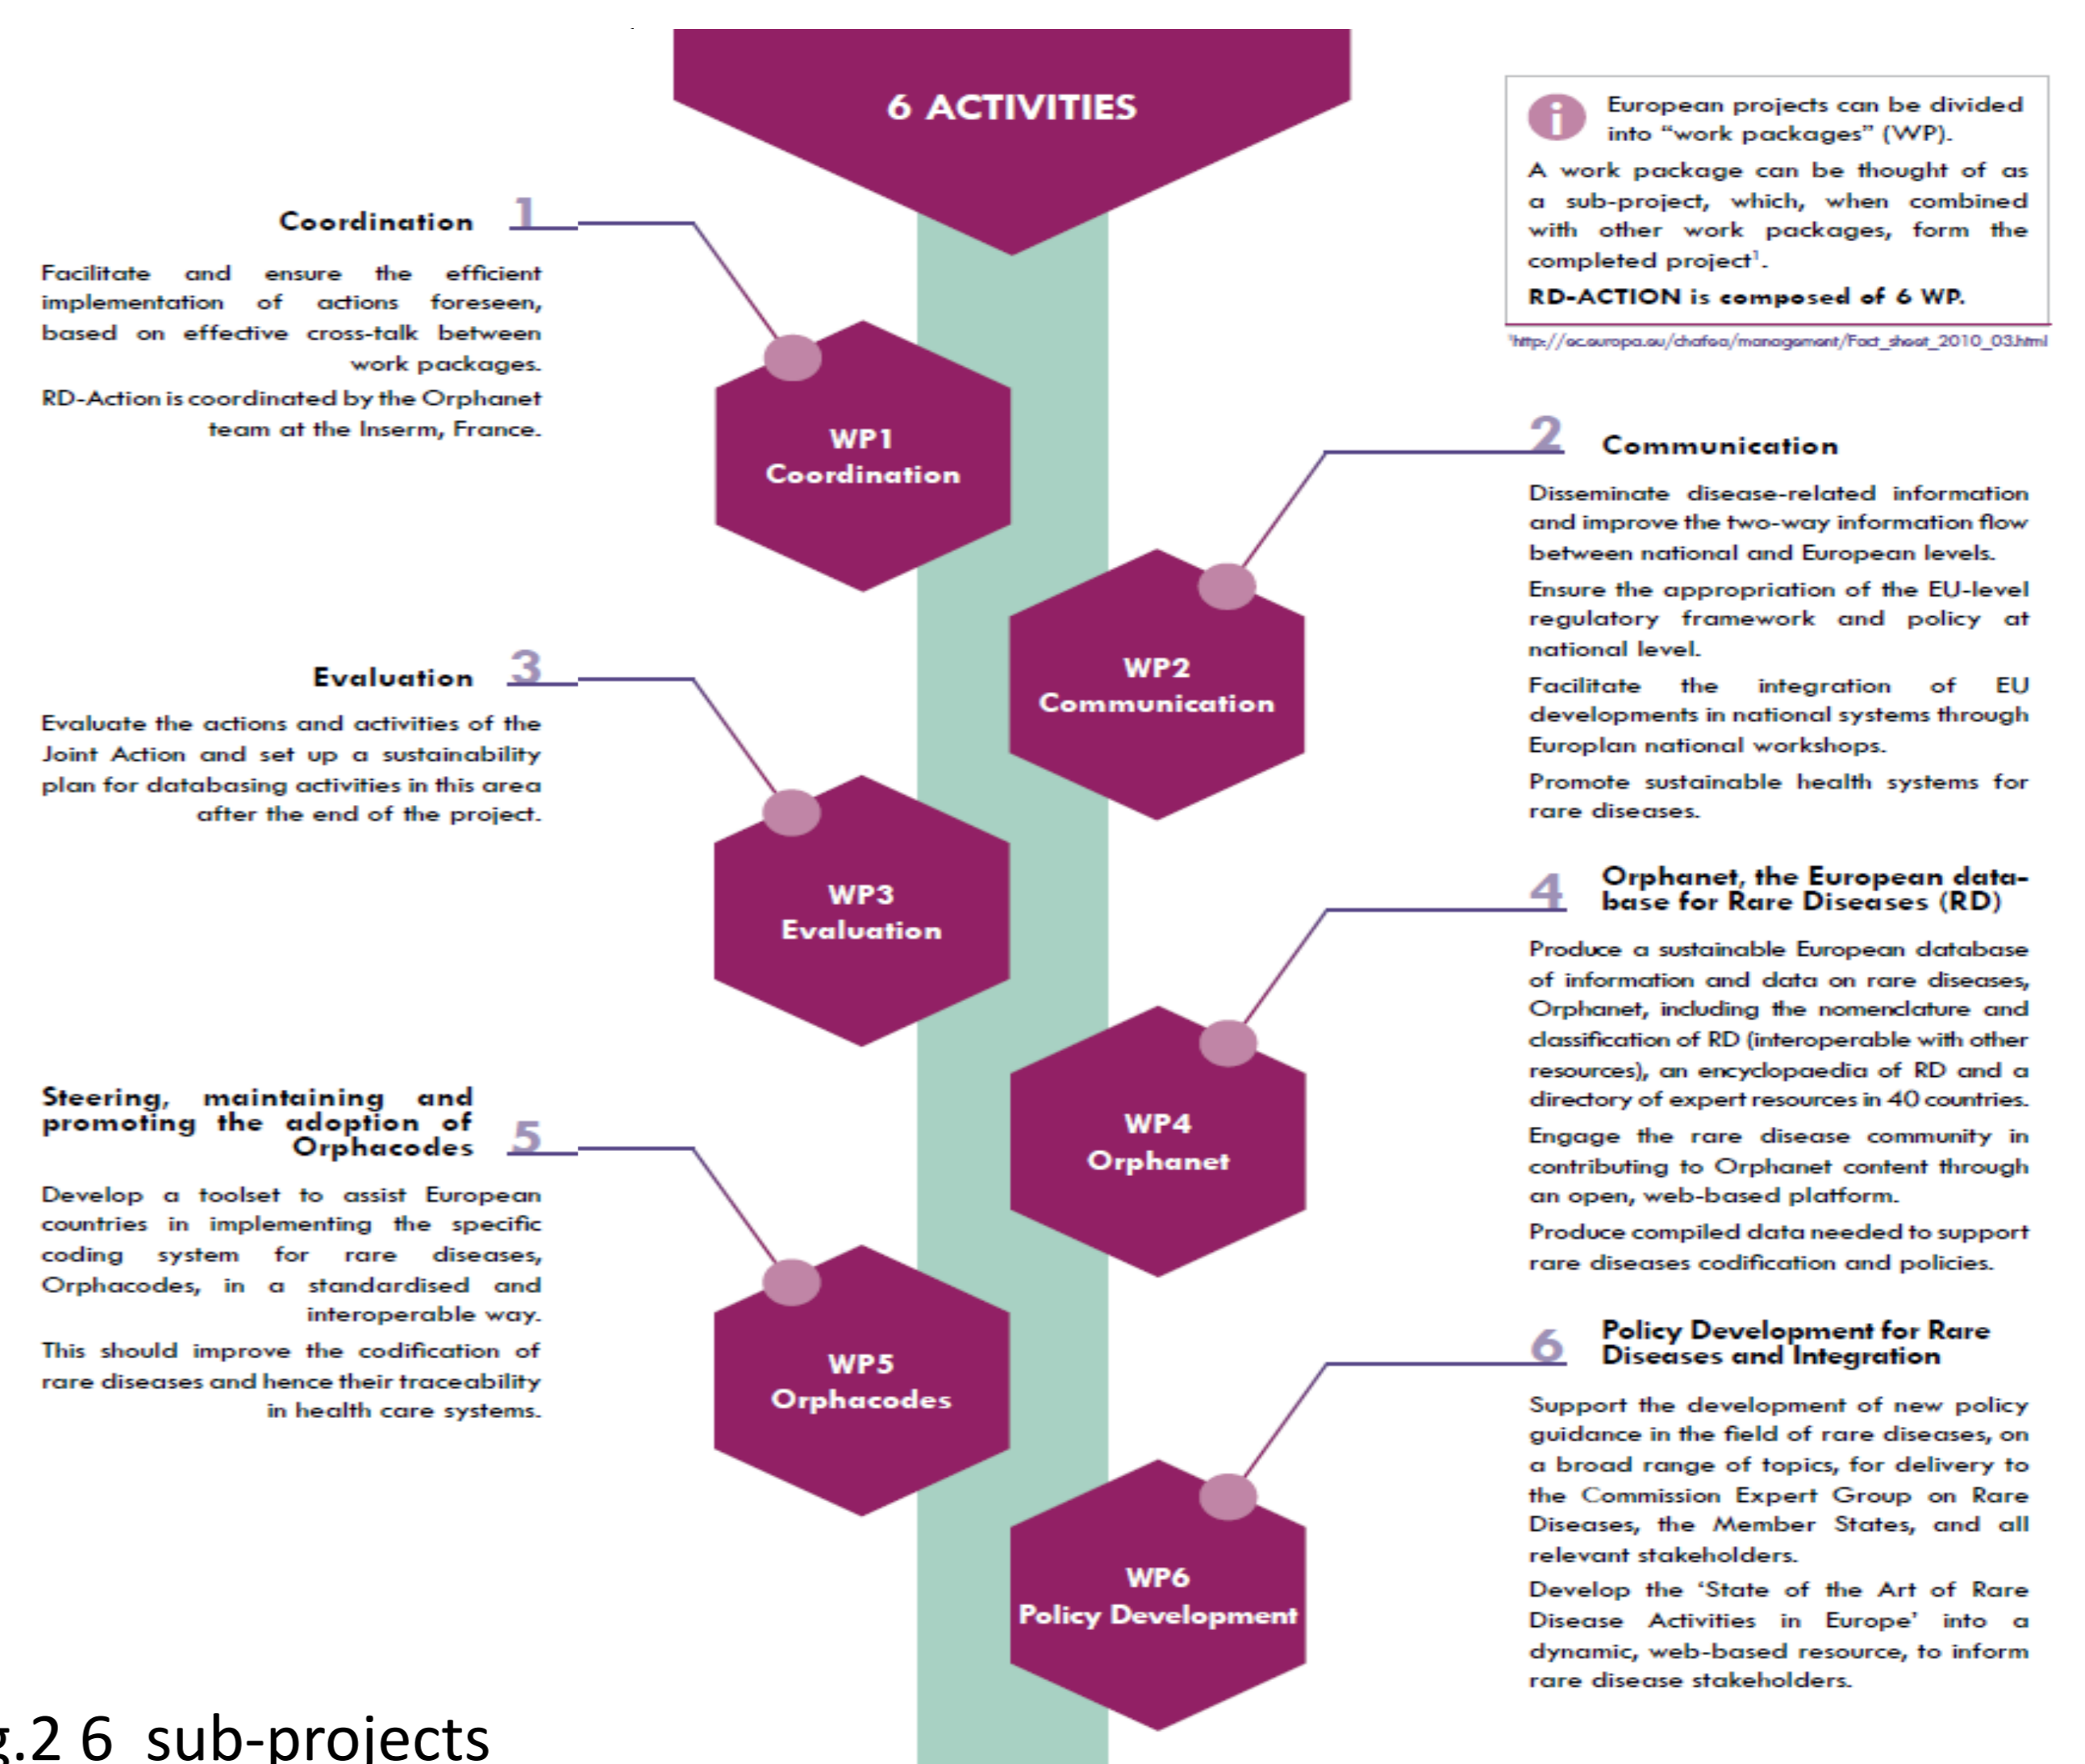 6 ACTIVITIES
i
European projects can be divided
into “work packages” (WP).
A work package can be thought of as
a sub-project, which, when combined
with other work packages, form the
completed project¹.
RD-ACTION is composed of 6 WP.
¹http://ec.europa.eu/chafea/management/Fact_sheet_2010_03.html
Coordination 1
Facilitate and ensure the efficient
implementation of actions foreseen,
based on effective cross-talk between
work packages.
RD-Action is coordinated by the Orphanet
team at the Inserm, France.
WP1
Coordination
2 Communication
Disseminate disease-related information
and improve the two-way information flow
between national and European levels.
Ensure the appropriation of the EU-level
regulatory framework and policy at
national level.
Facilitate the integration of EU
developments in national systems through
Europlan national workshops.
Promote sustainable health systems for
rare diseases.
WP2
Communication
Evaluation 3
Evaluate the actions and activities of the
Joint Action and set up a sustainability
plan for databasing activities in this area
after the end of the project.
WP3
Evaluation
4 Orphanet, the European data-
base for Rare Diseases (RD)
Produce a sustainable European database
of information and data on rare diseases,
Orphanet, including the nomenclature and
classification of RD (interoperable with other
resources), an encyclopaedia of RD and a
directory of expert resources in 40 countries.
Engage the rare disease community in
contributing to Orphanet content through
an open, web-based platform.
Produce compiled data needed to support
rare diseases codification and policies.
WP4
Orphanet
Steering, maintaining and
promoting the adoption of
Orphacodes 5
Develop a toolset to assist European
countries in implementing the specific
coding system for rare diseases,
Orphacodes, in a standardised and
interoperable way.
This should improve the codification of
rare diseases and hence their traceability
in health care systems.
WP5
Orphacodes
6 Policy Development for Rare
Diseases and Integration
Support the development of new policy
guidance in the field of rare diseases, on
a broad range of topics, for delivery to
the Commission Expert Group on Rare
Diseases, the Member States, and all
relevant stakeholders.
Develop the ‘State of the Art of Rare
Disease Activities in Europe’ into a
dynamic, web-based resource, to inform
rare disease stakeholders.
WP6
Policy Development
g.2 6 sub-projects